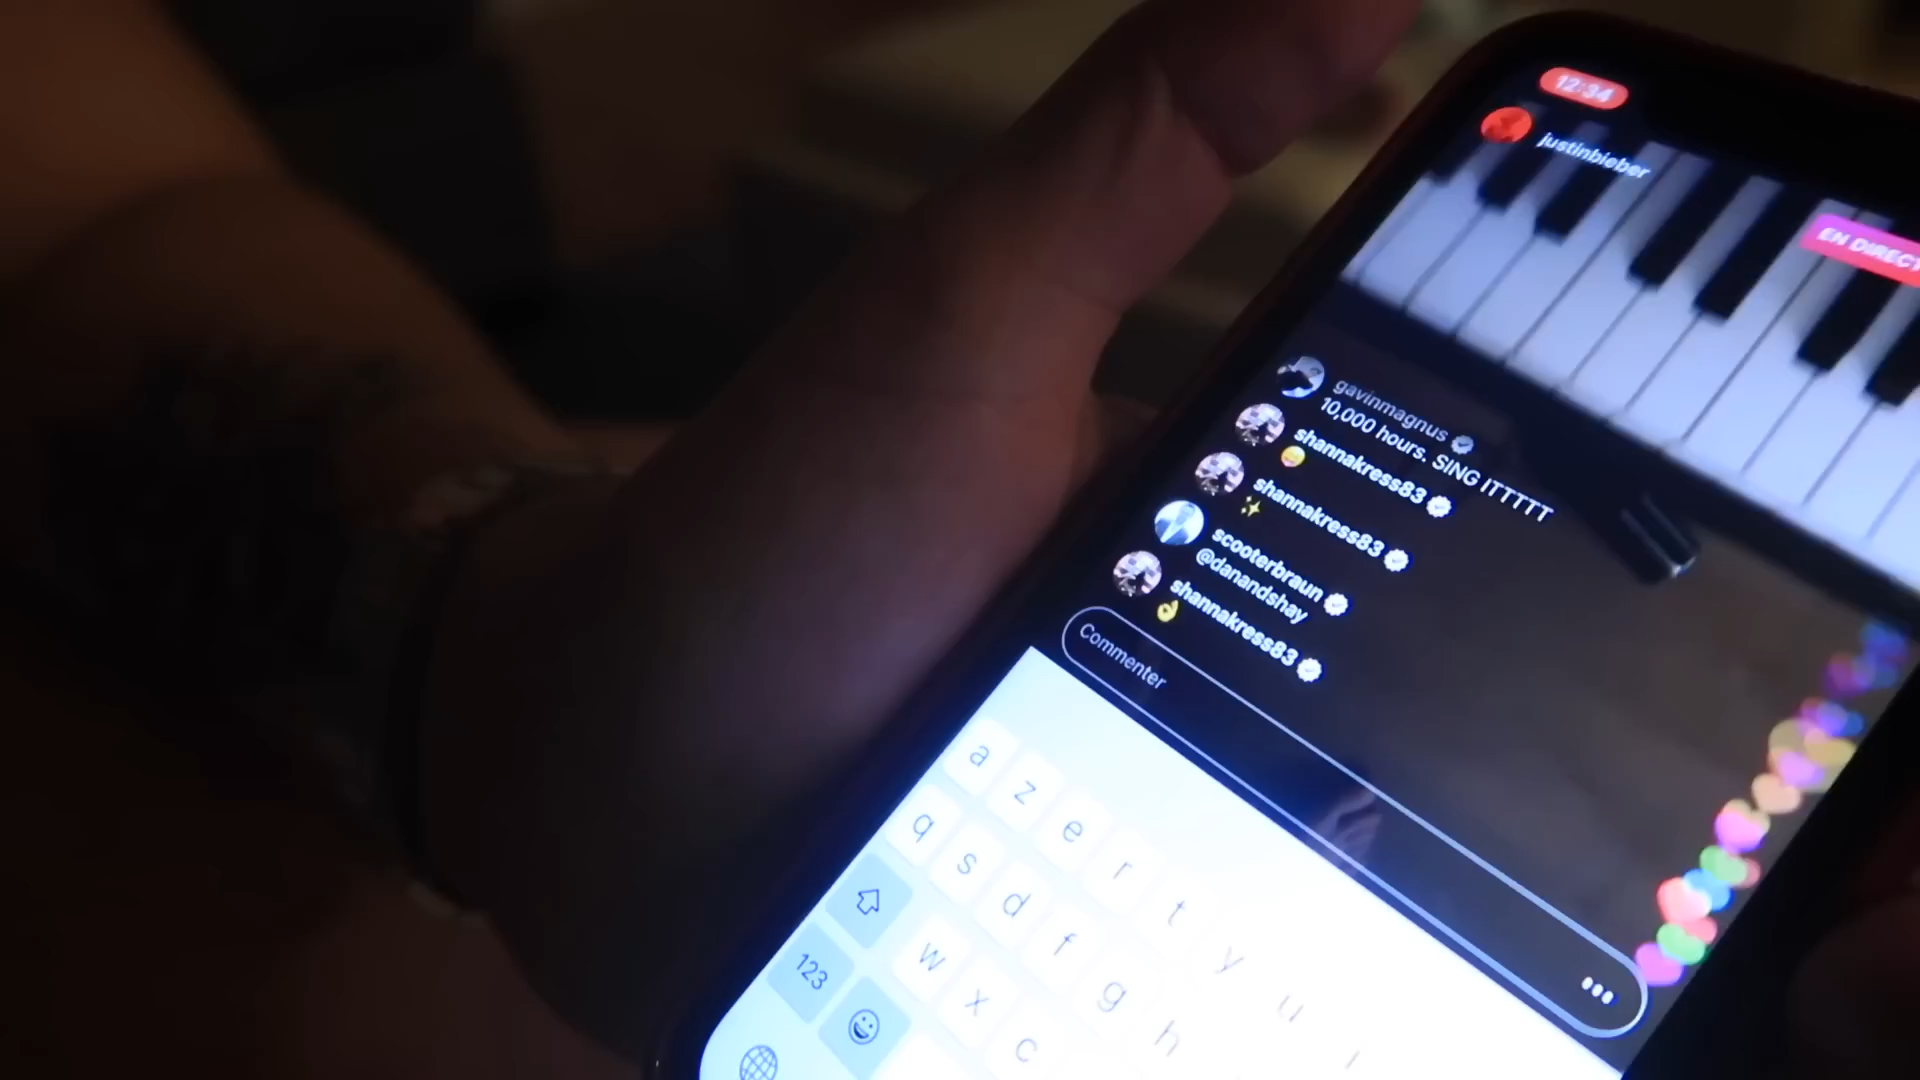 12:34
justinbieber
EN DIRECT
gavinmagnus
10,000 hours. SING ITTTTT
shannakress83
shannakress83
scooterbraun
@danandshay
shannakress83
Commenter
a z e r t y u
q s d f g h
w x c
123